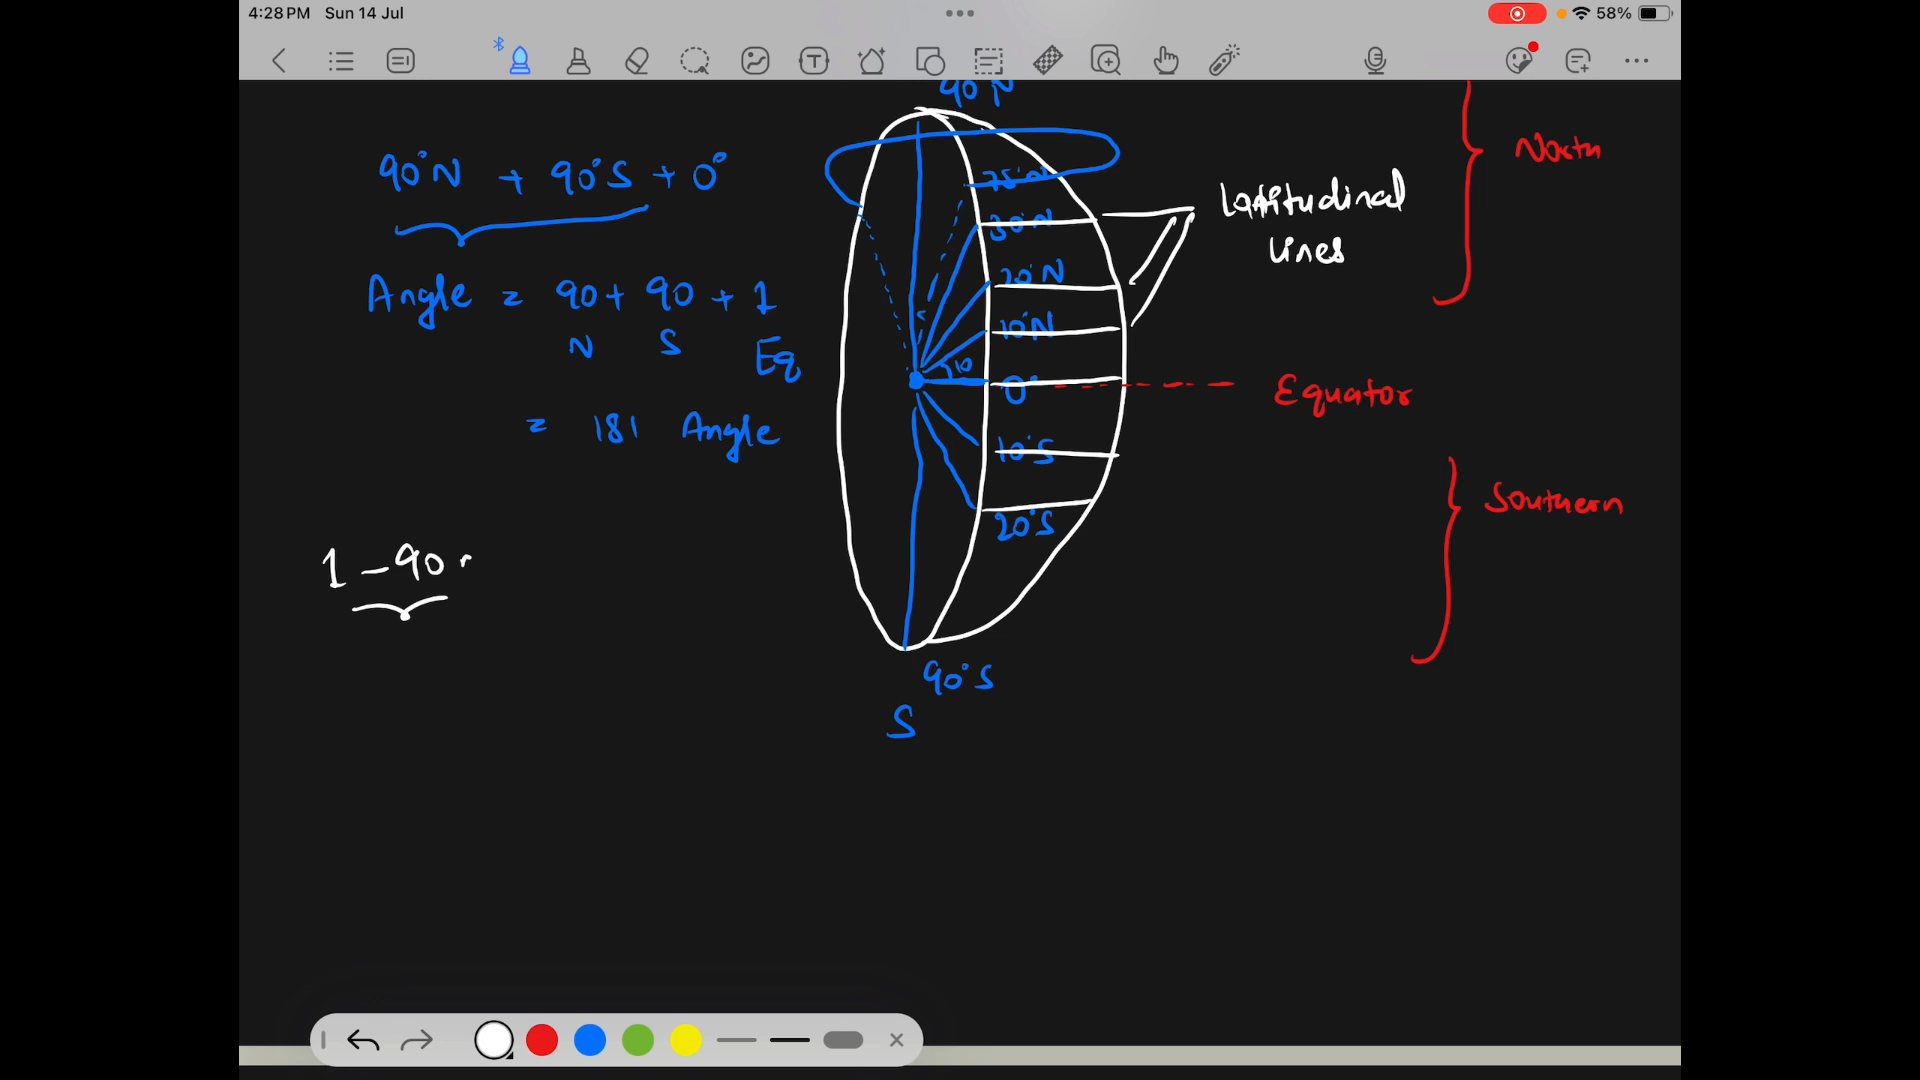 4:28 PM Sun 14 Jul
58%
90°N
90°N + 90°S + 0°
North
75°N
Latitudinal
lines
30°N
20°N
Angle = 90 + 90 + 1
N S Eq
10°N
10
0°
Equator
= 181 Angle
10°S
Southern
20°S
1 - 90
90°S
S